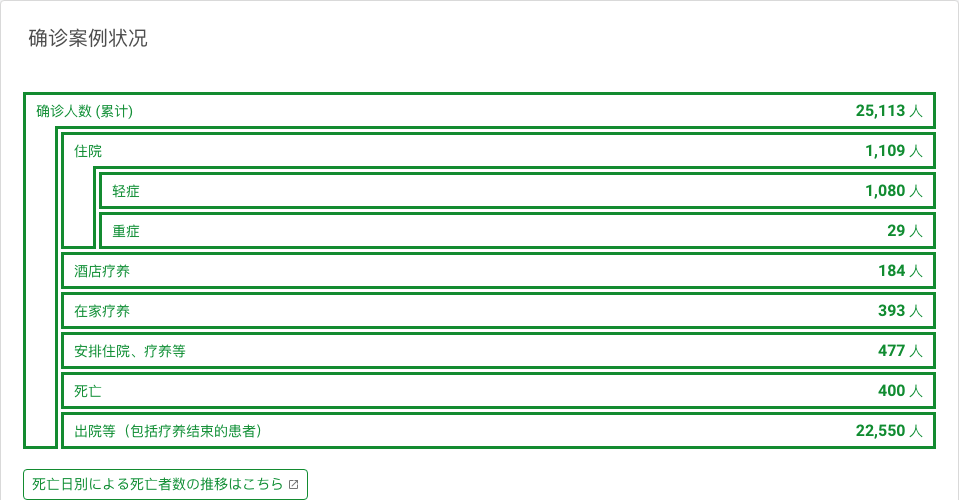 确诊案例状况
确诊人数 (累计) 25,113 人
住院 1,109 人
轻症 1,080 人
重症 29 人
酒店疗养 184 人
在家疗养 393 人
安排住院、疗养等 477 人
死亡 400 人
出院等（包括疗养结束的患者） 22,550 人
死亡日別による死亡者数の推移はこちら